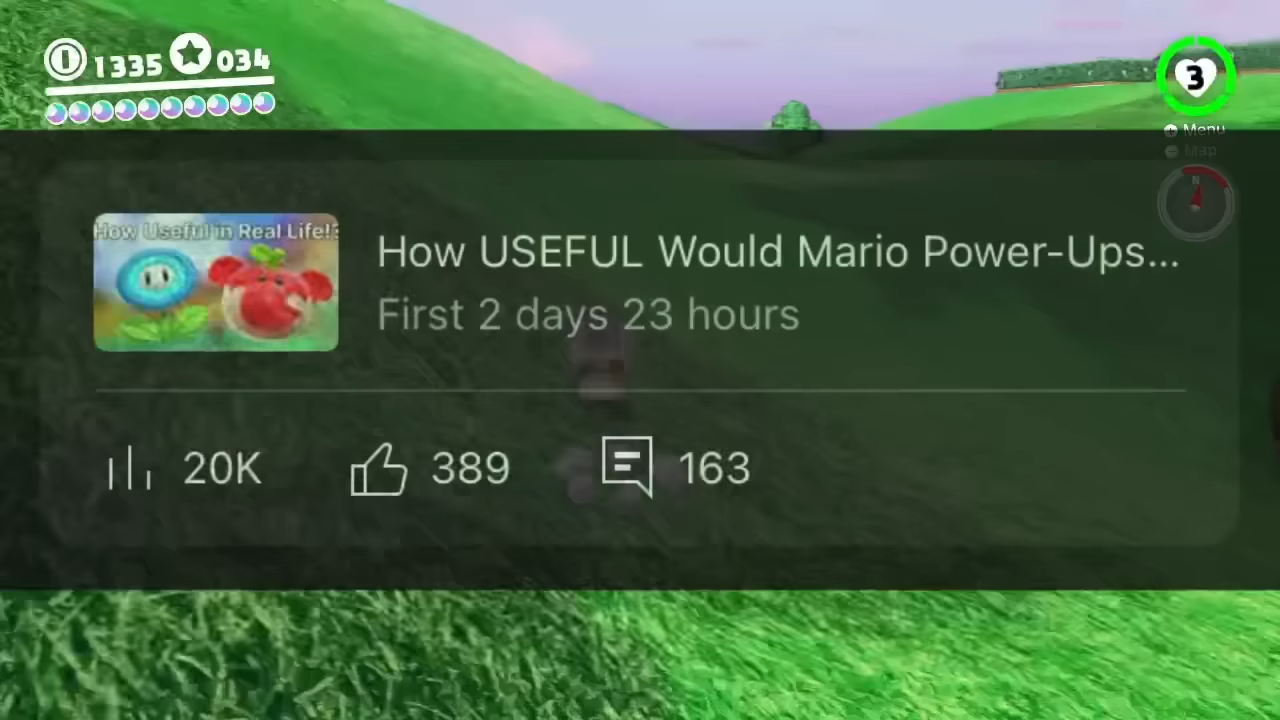 1335 034
3
Menu
Map
N
How Useful in Real Life!?
How USEFUL Would Mario Power-Ups...
First 2 days 23 hours
20K 389 163